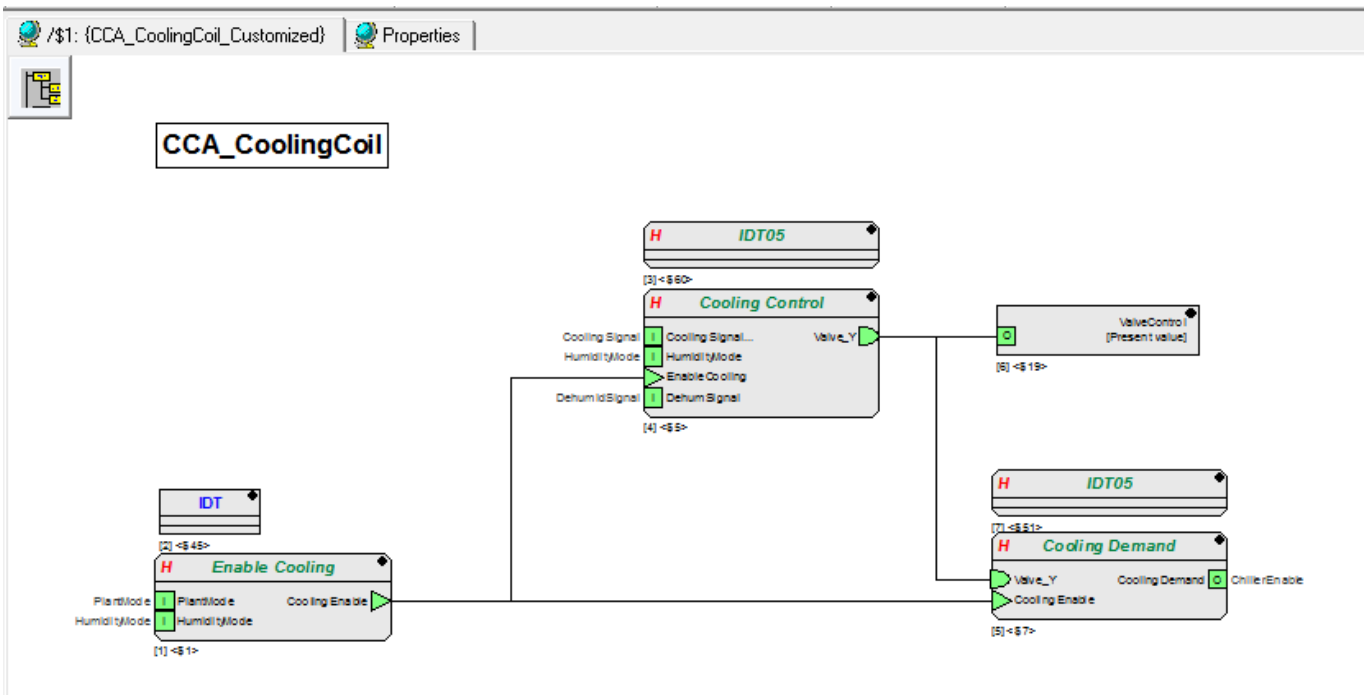 /$1: {CCA_CoolingCoil_Customized} Properties
CCA_CoolingCoil
H IDT05
[3] <$60>
H Cooling Control
Cooling Signal I Cooling Signal... Valve_Y
HumidityMode I HumidityMode
EnableCooling
DehumidSignal I Dehum Signal
[4] <$5>
ValveControl
O [Present value]
[6] <$19>
H IDT05
[7] <$51>
H Cooling Demand
Valve_Y Cooling Demand O ChillerEnable
Cooling Enable
[5] <$7>
IDT
[2] <$45>
H Enable Cooling
PlantMode I PlantMode Cooling Enable
HumidityMode I HumidityMode
[1] <$1>